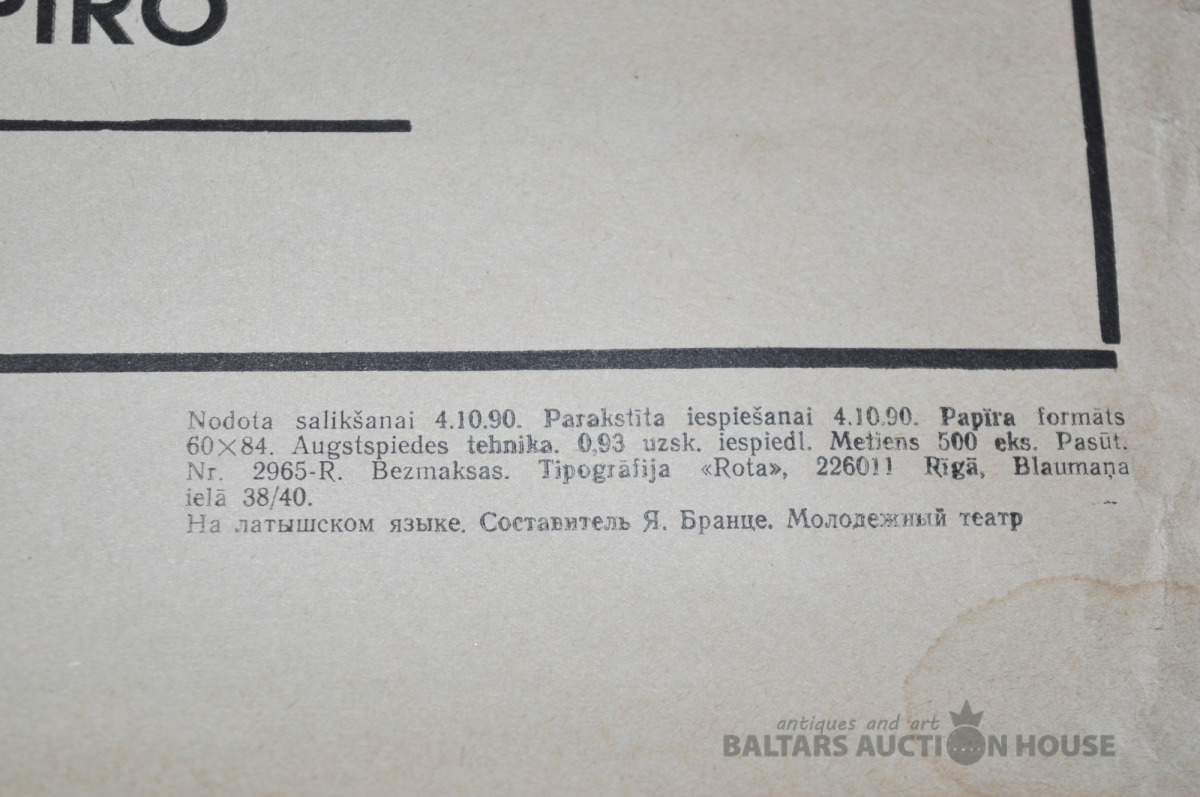 PIRO
Nodota salikšanai 4.10.90. Parakstīta iespiešanai 4.10.90. Papīra formāts
60×84. Augstspiedes tehnika. 0,93 uzsk. iespiedl. Metiens 500 eks. Pasūt.
Nr. 2965-R. Bezmaksas. Tipogrāfija «Rota», 226011 Rīgā, Blaumaņa
ielā 38/40.
На латышском языке. Составитель Я. Бранце. Молодежный театр
antiques and art
BALTARS AUCTION HOUSE